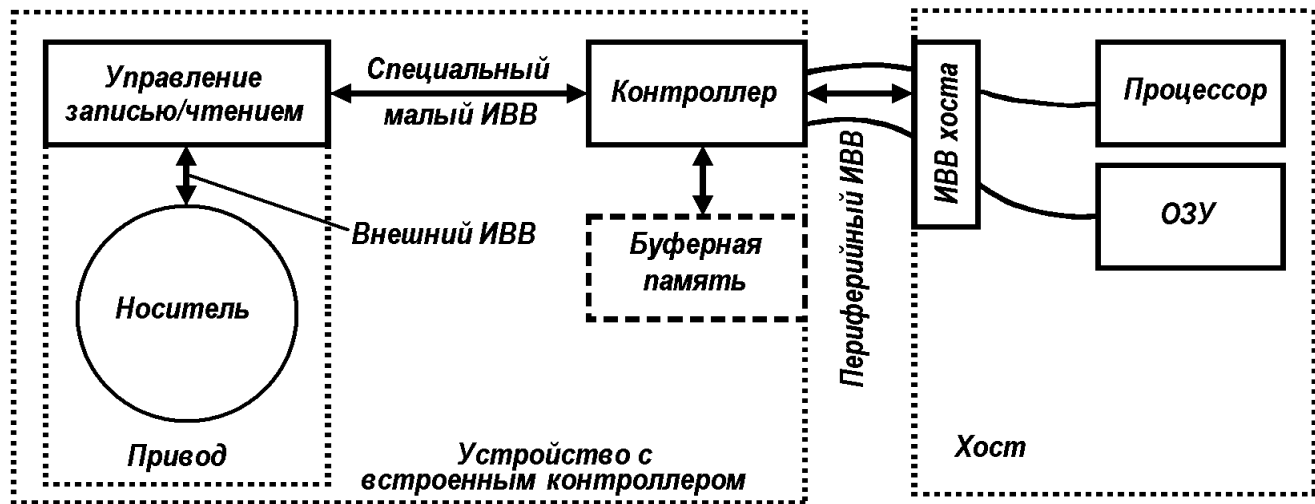 Управление
записью/чтением
Специальный
малый ИВВ
Контроллер
Периферийный ИВВ
ИВВ хоста
Процессор
ОЗУ
Внешний ИВВ
Буферная
память
Носитель
Привод
Устройство с
встроенным контроллером
Хост